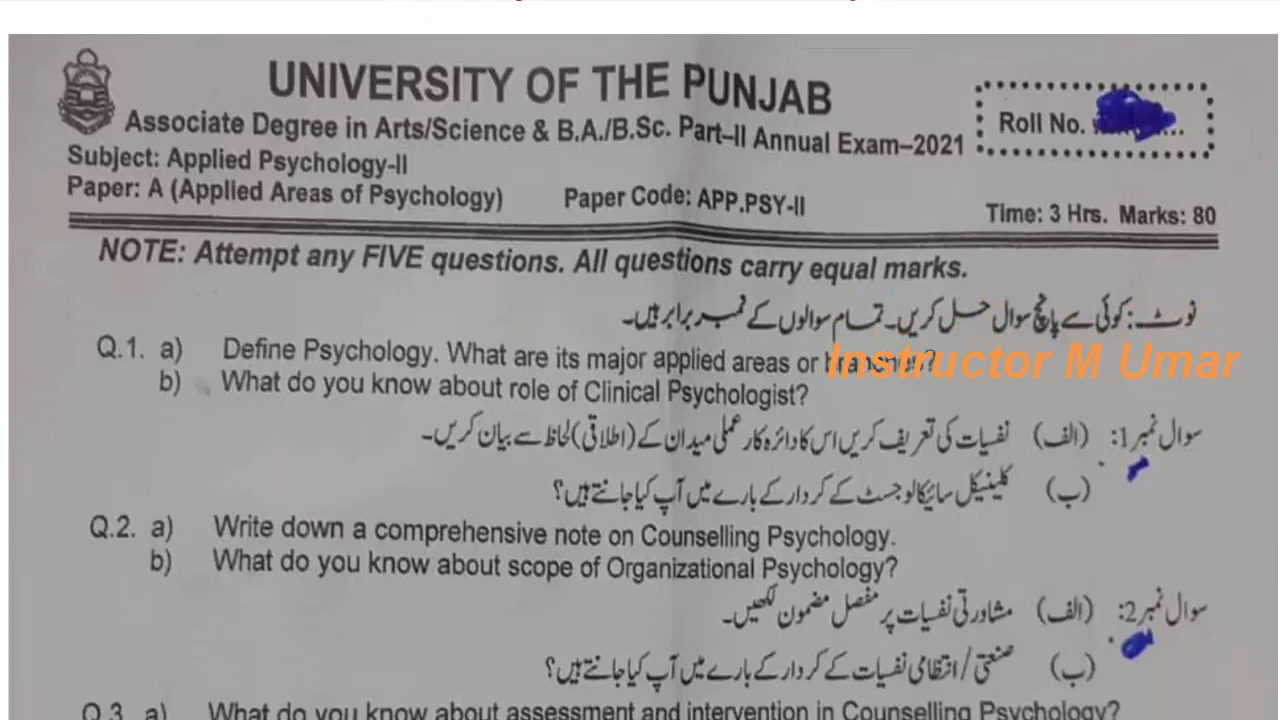 UNIVERSITY OF THE PUNJAB
Associate Degree in Arts/Science & B.A./B.Sc. Part–II Annual Exam–2021
Roll No.
Subject: Applied Psychology-II
Paper: A (Applied Areas of Psychology) Paper Code: APP.PSY-II
Time: 3 Hrs. Marks: 80
NOTE: Attempt any FIVE questions. All questions carry equal marks.
نوٹ: کوئی سے پانچ سوال حل کریں۔ تمام سوالوں کے نمبر برابر ہیں۔
Q.1. a) Define Psychology. What are its major applied areas or branches?
Instructor M Umar
b) What do you know about role of Clinical Psychologist?
سوال نمبر 1: (الف) نفسیات کی تعریف کریں اس کا دائرہ کار عملی میدان کے (اطلاقی) لحاظ سے بیان کریں۔
(ب) کلینیکل سائیکالوجسٹ کے کردار کے بارے میں آپ کیا جانتے ہیں؟
Q.2. a) Write down a comprehensive note on Counselling Psychology.
b) What do you know about scope of Organizational Psychology?
سوال نمبر 2: (الف) مشاورتی نفسیات پر مفصل مضمون لکھیں۔
(ب) صنعتی / انتظامی نفسیات کے کردار کے بارے میں آپ کیا جانتے ہیں؟
Q.3 a) What do you know about assessment and intervention in Counselling Psychology?